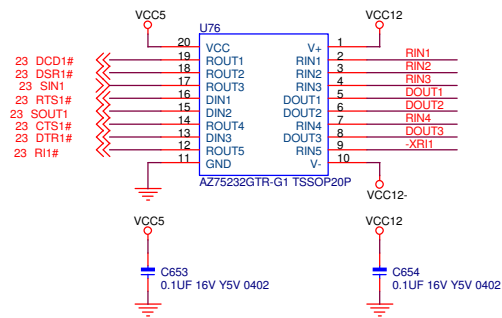 VCC5 VCC12
U76
20 VCC V+ 1
23 DCD1# 19 ROUT1 RIN1 2 RIN1
23 DSR1# 18 ROUT2 RIN2 3 RIN2
23 SIN1 17 ROUT3 RIN3 4 RIN3
23 RTS1# 16 DIN1 DOUT1 5 DOUT1
23 SOUT1 15 DIN2 DOUT2 6 DOUT2
23 CTS1# 14 ROUT4 RIN4 7 RIN4
23 DTR1# 13 DIN3 DOUT3 8 DOUT3
23 RI1# 12 ROUT5 RIN5 9 -XRI1
11 GND V- 10
AZ75232GTR-G1 TSSOP20P
VCC12-
VCC5 VCC12
C653 C654
0.1UF 16V Y5V 0402 0.1UF 16V Y5V 0402